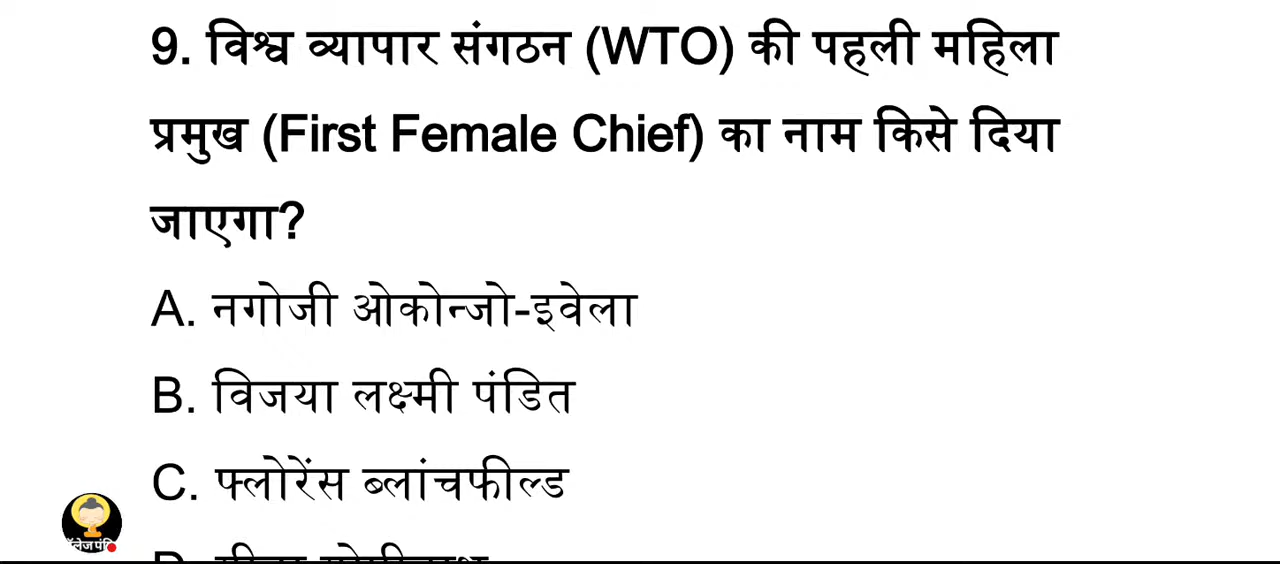 9. विश्व व्यापार संगठन (WTO) की पहली महिला
प्रमुख (First Female Chief) का नाम किसे दिया
जाएगा?
A. नगोजी ओकोन्जो-इवेला
B. विजया लक्ष्मी पंडित
C. फ्लोरेंस ब्लांचफील्ड